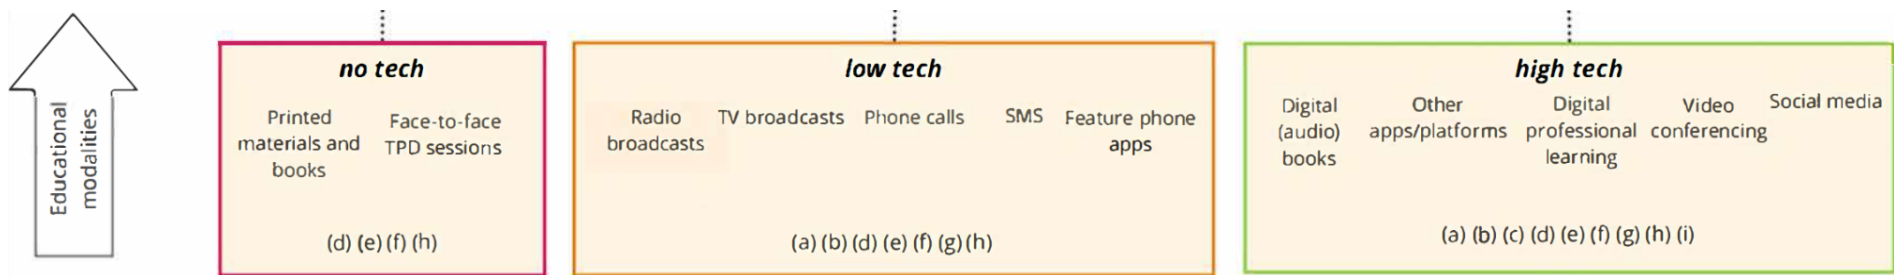 Educational
modalities
no tech
Printed
materials and
books
Face-to-face
TPD sessions
(d) (e) (f) (h)
low tech
Radio
broadcasts
TV broadcasts
Phone calls
SMS
Feature phone
apps
(a) (b) (d) (e) (f) (g) (h)
high tech
Digital
(audio)
books
Other
apps/platforms
Digital
professional
learning
Video
conferencing
Social media
(a) (b) (c) (d) (e) (f) (g) (h) (i)